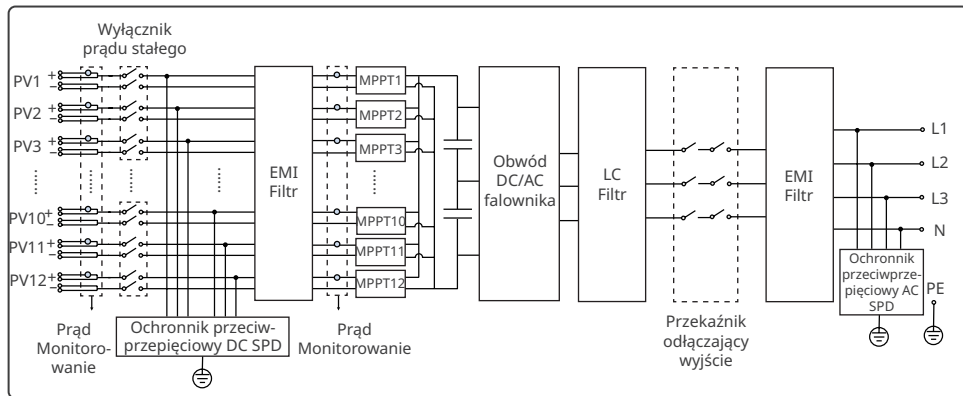 Wyłącznik
prądu stałego
PV1
+
−
PV2
+
−
PV3
+
−
PV10
+
−
PV11
+
−
PV12
+
−
Prąd
Monitoro-
wanie
Ochronnik przeciw-
przepięciowy DC SPD
EMI
Filtr
MPPT1
MPPT2
MPPT3
MPPT10
MPPT11
MPPT12
Prąd
Monitorowanie
Obwód
DC/AC
falownika
LC
Filtr
Przekaźnik
odłączający
wyjście
EMI
Filtr
L1
L2
L3
N
Ochronnik
przeciwprze-
pięciowy AC
SPD
PE